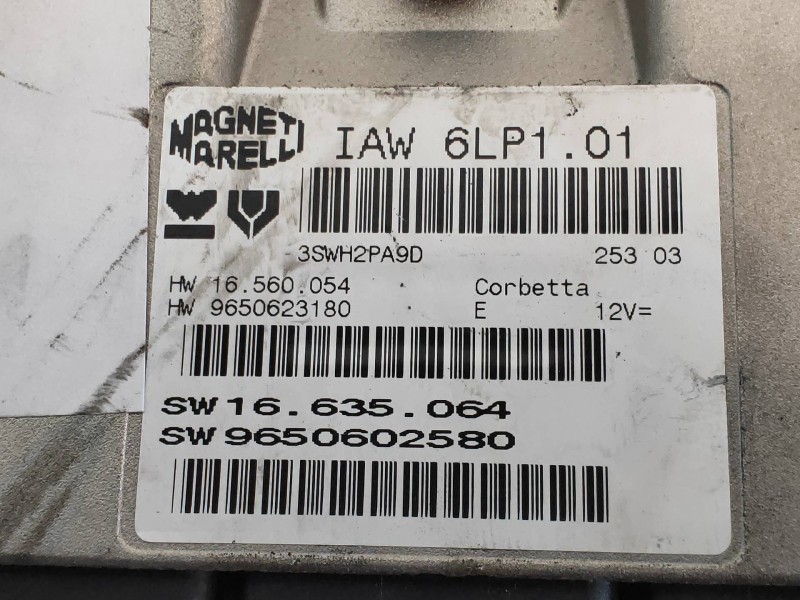 MAGNETI MARELLI
IAW 6LP1.01
3SWH2PA9D 253 03
HW 16.560.054 Corbetta
HW 9650623180 E 12V=
SW 16.635.064
SW 9650602580